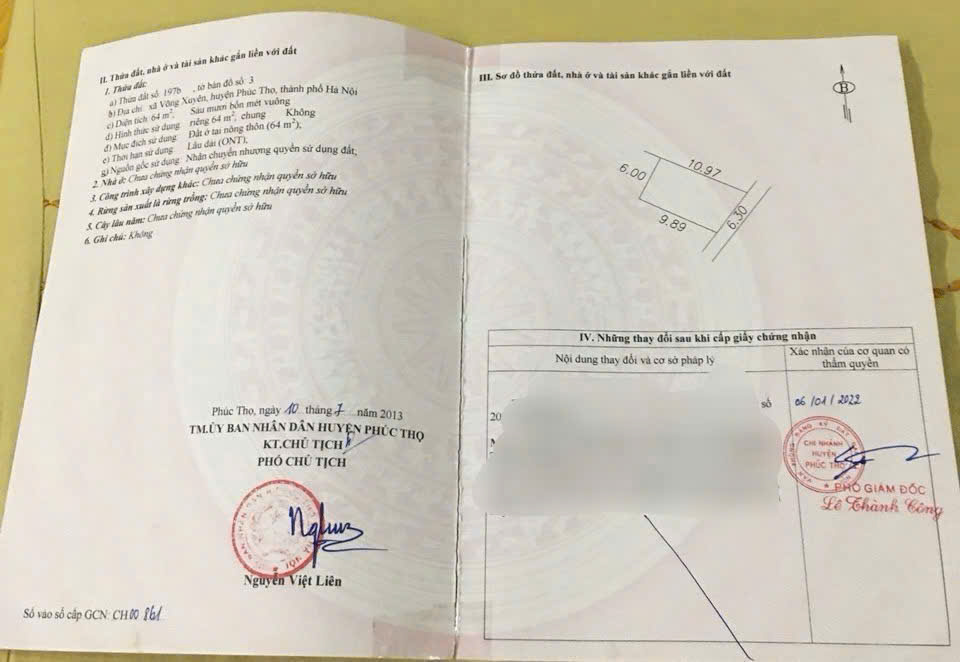 II. Thửa đất, nhà ở và tài sản khác gắn liền với đất
1. Thửa đất:
a) Thửa đất số: 197b , tờ bản đồ số: 3
b) Địa chỉ: xã Võng Xuyên, huyện Phúc Thọ, thành phố Hà Nội
c) Diện tích: 64 m², Sáu mươi bốn mét vuông
d) Hình thức sử dụng riêng 64 m², chung Không
đ) Mục đích sử dụng: Đất ở tại nông thôn (64 m²);
e) Thời hạn sử dụng Lâu dài (ONT);
g) Nguồn gốc sử dụng Nhận chuyển nhượng quyền sử dụng đất;
2. Nhà ở: Chưa chứng nhận quyền sở hữu
3. Công trình xây dựng khác: Chưa chứng nhận quyền sở hữu
4. Rừng sản xuất là rừng trồng: Chưa chứng nhận quyền sở hữu
5. Cây lâu năm: Chưa chứng nhận quyền sở hữu
6. Ghi chú: Không
Phúc Thọ, ngày 10 tháng 7 năm 2013
TM.ỦY BAN NHÂN DÂN HUYỆN PHÚC THỌ
KT.CHỦ TỊCH
PHÓ CHỦ TỊCH
Nguyễn Việt Liên
Số vào sổ cấp GCN: CH00861
III. Sơ đồ thửa đất, nhà ở và tài sản khác gắn liền với đất
B
10.97
6.00
9.89
6.30
IV. Những thay đổi sau khi cấp giấy chứng nhận
Nội dung thay đổi và cơ sở pháp lý
Xác nhận của cơ quan có
thẩm quyền
số
20
06/01/2022
CHI NHÁNH
HUYỆN
PHÚC THỌ
PHÓ GIÁM ĐỐC
Lê Thành Công